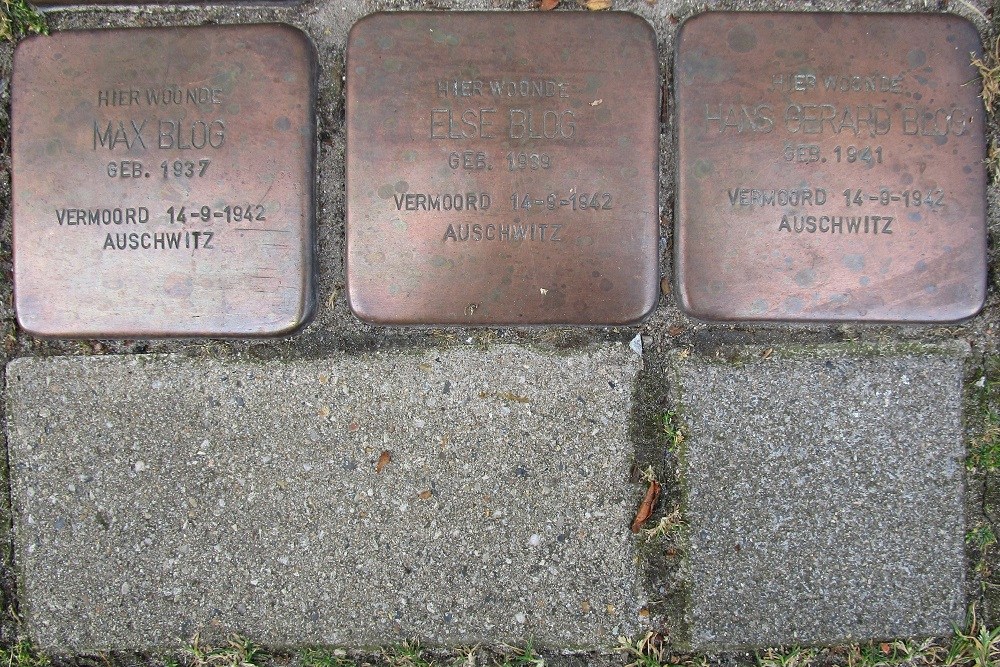 HIER WOONDE
MAX BLOG
GEB. 1937
VERMOORD 14-9-1942
AUSCHWITZ
HIER WOONDE
ELSE BLOG
GEB. 1939
VERMOORD 14-9-1942
AUSCHWITZ
HIER WOONDE
HANS GERARD BLOG
GEB. 1941
VERMOORD 14-9-1942
AUSCHWITZ